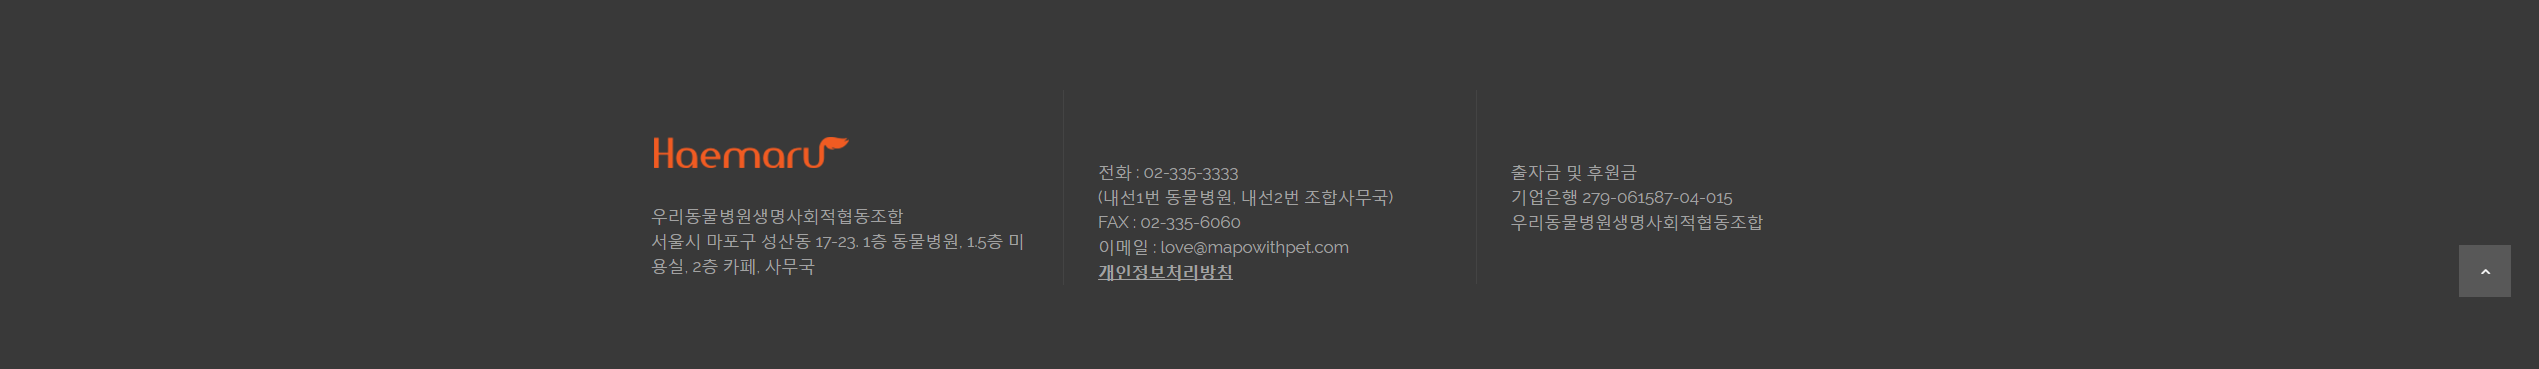 Haemaru
우리동물병원생명사회적협동조합
서울시 마포구 성산동 17-23. 1층 동물병원, 1.5층 미
용실, 2층 카페, 사무국
전화 : 02-335-3333
(내선1번 동물병원, 내선2번 조합사무국)
FAX : 02-335-6060
이메일 : love@mapowithpet.com
개인정보처리방침
출자금 및 후원금
기업은행 279-061587-04-015
우리동물병원생명사회적협동조합